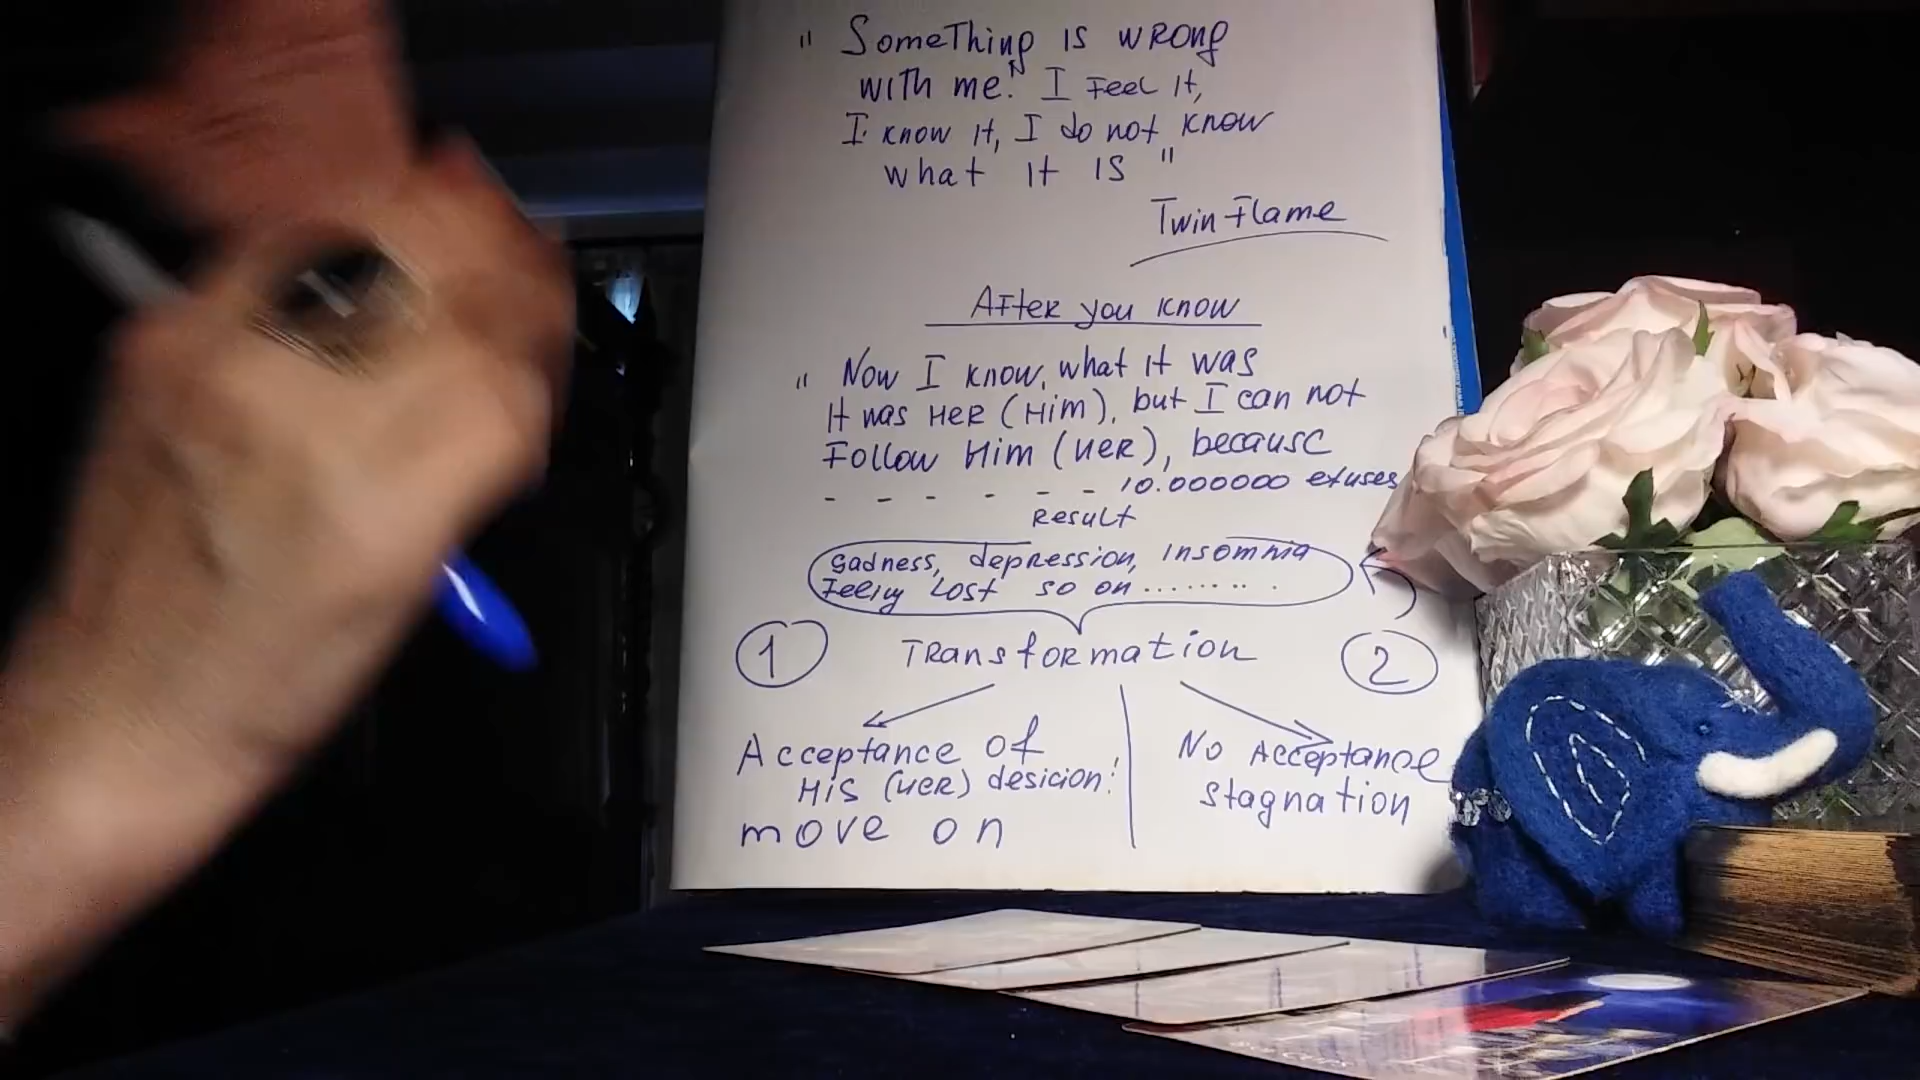 " Something is wrong
with me". I feel it,
I know it, I do not know
what it is "
Twin Flame
After you know
" Now I know, what it was
It was Her (Him), but I can not
Follow Him (Her), because
- - - - - - 10.000000 exuses
Result
Sadness, depression, insomnia
Feeliy Lost so on .........
1 Transformation 2
Acceptance of
His (Her) desicion!
move on
No Acceptance
stagnation